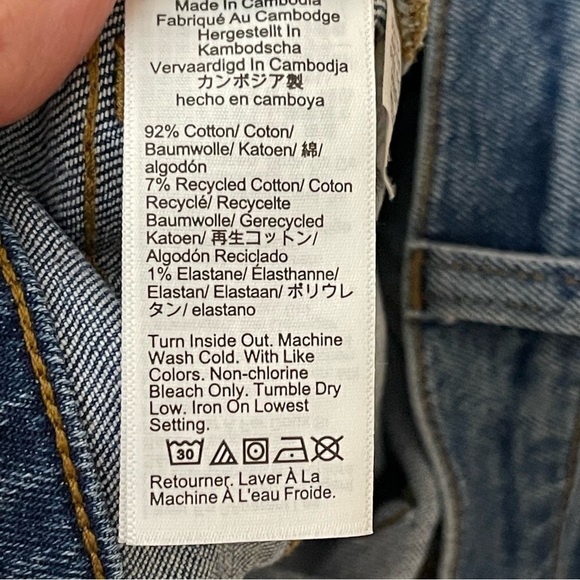 Made In Cambodia
Fabriqué Au Cambodge
Hergestellt In
Kambodscha
Vervaardigd In Cambodja
カンボジア製
hecho en camboya
92% Cotton/ Coton/
Baumwolle/ Katoen/ 綿/
algodón
7% Recycled Cotton/ Coton
Recyclé/ Recycelte
Baumwolle/ Gerecycled
Katoen/ 再生コットン/
Algodón Reciclado
1% Elastane/ Élasthanne/
Elastan/ Elastaan/ ポリウレ
タン/ elastano
Turn Inside Out. Machine
Wash Cold. With Like
Colors. Non-chlorine
Bleach Only. Tumble Dry
Low. Iron On Lowest
Setting.
30
Retourner. Laver À La
Machine À L'eau Froide.